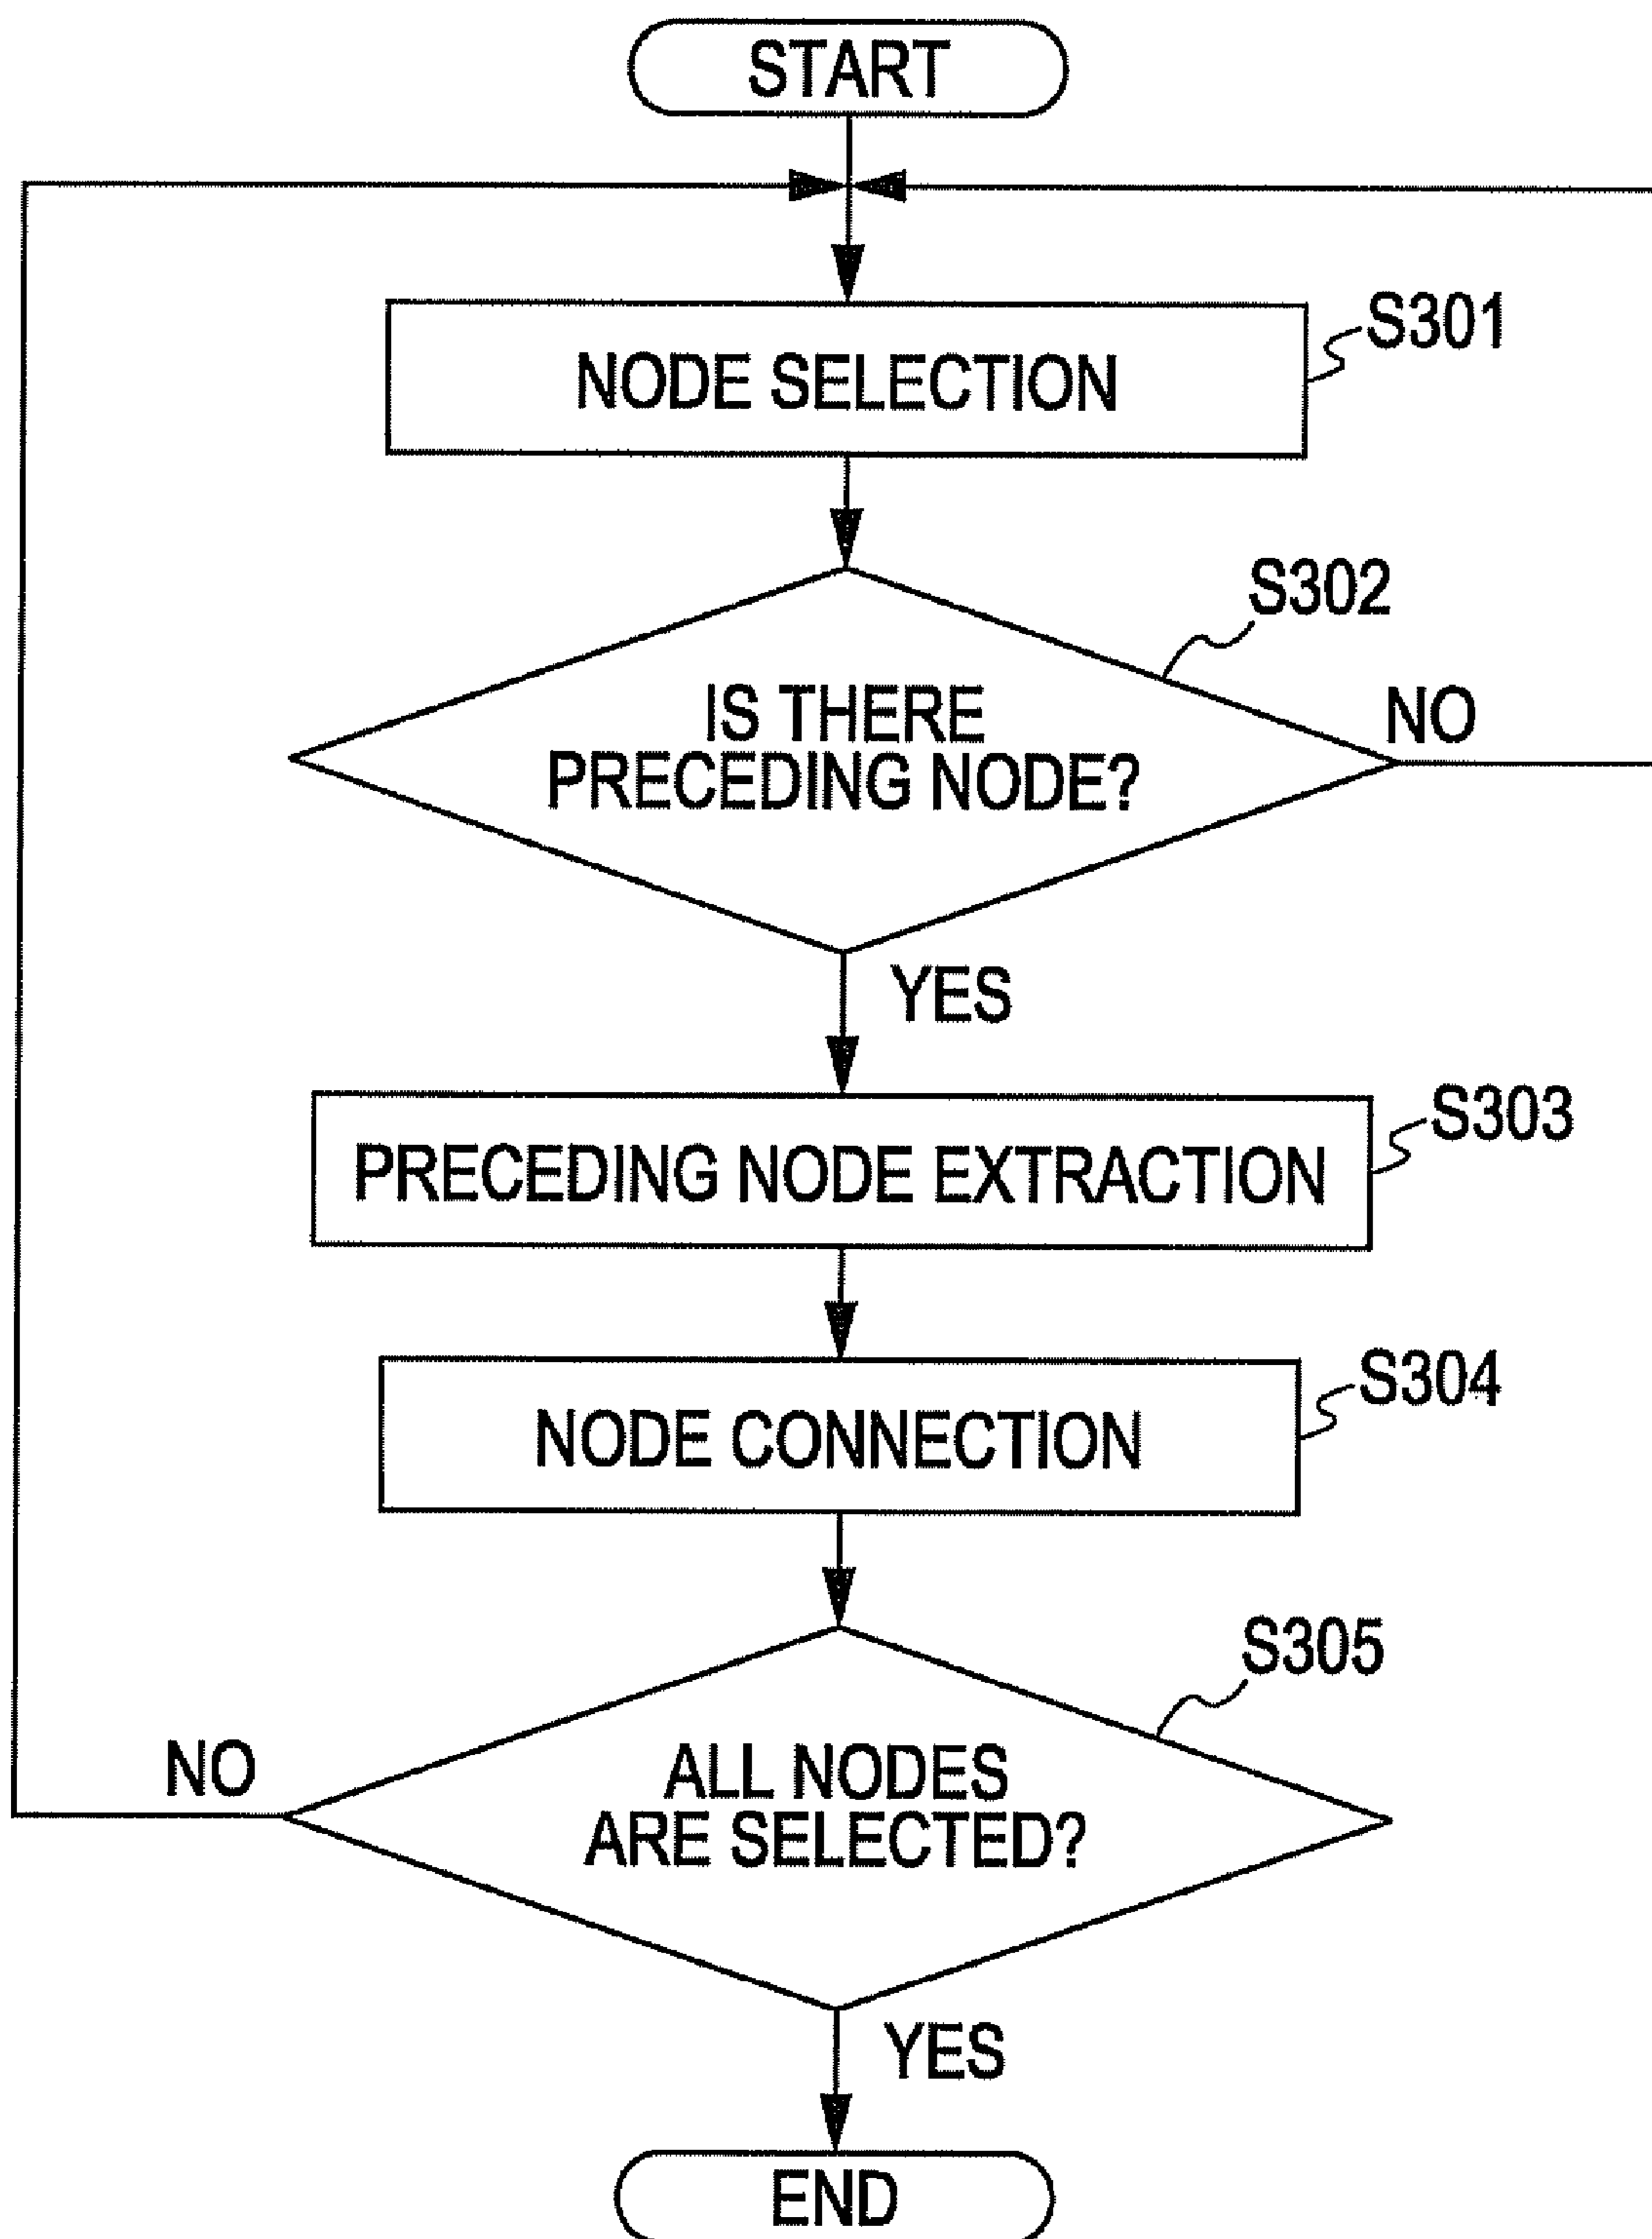 START
NODE SELECTION
S301
S302
IS THERE
PRECEDING NODE?
NO
YES
PRECEDING NODE EXTRACTION
S303
NODE CONNECTION
S304
S305
ALL NODES
ARE SELECTED?
NO
YES
END